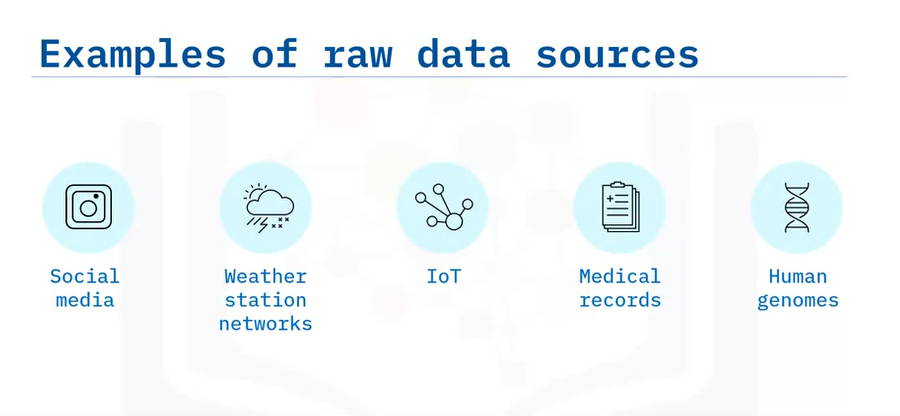 Examples of raw data sources
Social
media
Weather
station
networks
IoT
Medical
records
Human
genomes